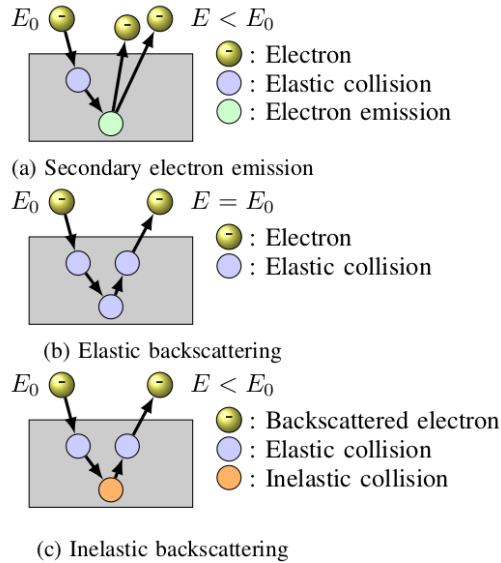 E₀ - - - E < E₀
- : Electron
: Elastic collision
: Electron emission
(a) Secondary electron emission
E₀ - - E = E₀
- : Electron
: Elastic collision
(b) Elastic backscattering
E₀ - - E < E₀
- : Backscattered electron
: Elastic collision
: Inelastic collision
(c) Inelastic backscattering